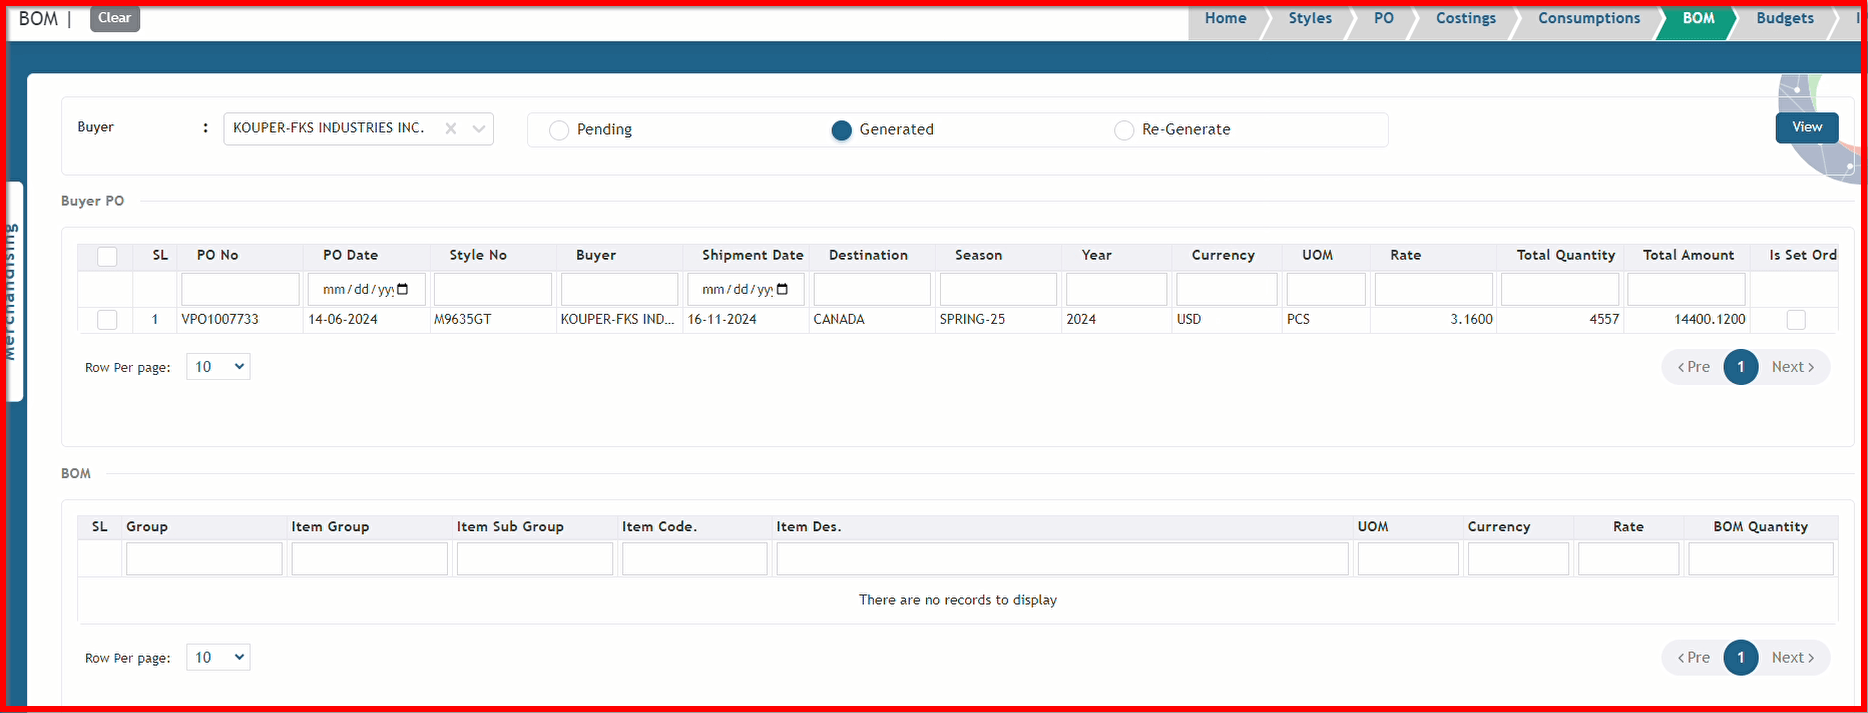 BOM | Clear Home Styles PO Costings Consumptions BOM Budgets
Merchandising
Buyer : KOUPER-FKS INDUSTRIES INC. Pending Generated Re-Generate View
Buyer PO
SL PO No PO Date Style No Buyer Shipment Date Destination Season Year Currency UOM Rate Total Quantity Total Amount Is Set Ord
mm/dd/yy mm/dd/yy
1 VPO1007733 14-06-2024 M9635GT KOUPER-FKS IND... 16-11-2024 CANADA SPRING-25 2024 USD PCS 3.1600 4557 14400.1200
Row Per page: 10 ‹ Pre 1 Next ›
BOM
SL Group Item Group Item Sub Group Item Code. Item Des. UOM Currency Rate BOM Quantity
There are no records to display
Row Per page: 10 ‹ Pre 1 Next ›